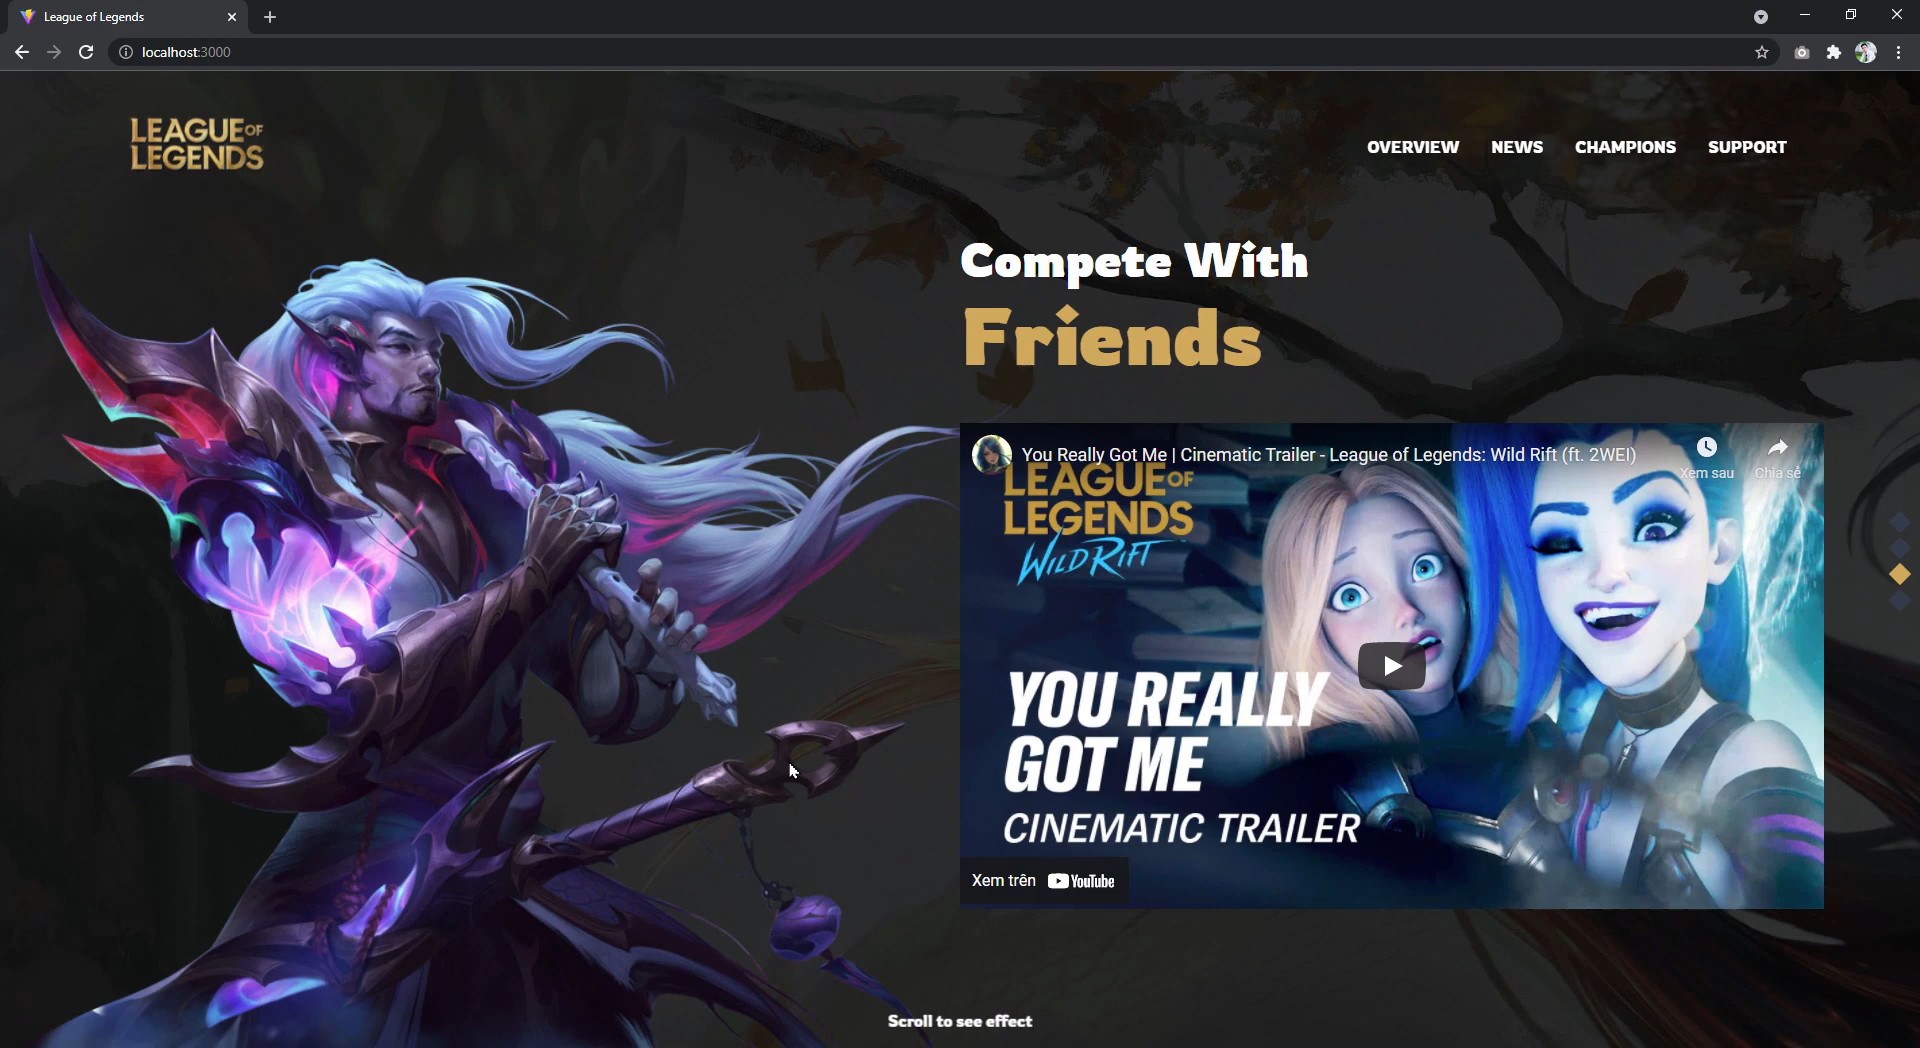 League of Legends
localhost:3000
LEAGUE OF
LEGENDS
OVERVIEW NEWS CHAMPIONS SUPPORT
Compete With
Friends
You Really Got Me | Cinematic Trailer - League of Legends: Wild Rift (ft. 2WEI)
Xem sau
Chia sẻ
LEAGUE OF
LEGENDS
WILD RIFT
YOU REALLY
GOT ME
CINEMATIC TRAILER
Xem trên YouTube
Scroll to see effect